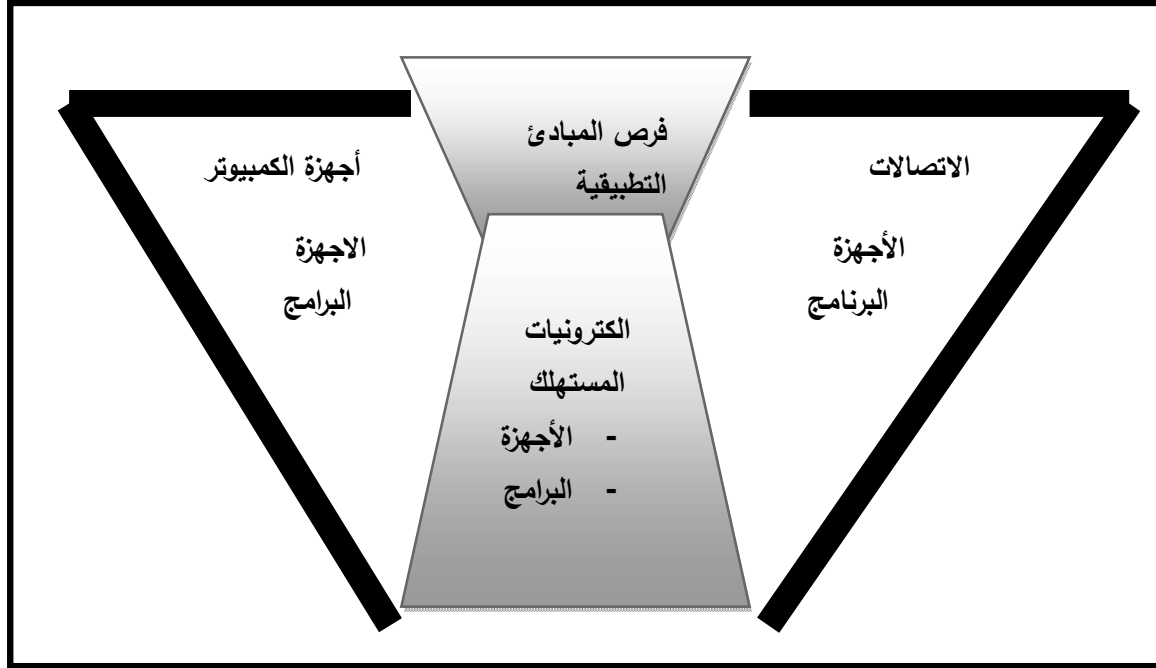 فرص المبادئ
التطبيقية
الاتصالات
الأجهزة
البرنامج
أجهزة الكمبيوتر
الاجهزة
البرامج
الكترونيات
المستهلك
- الأجهزة
- البرامج